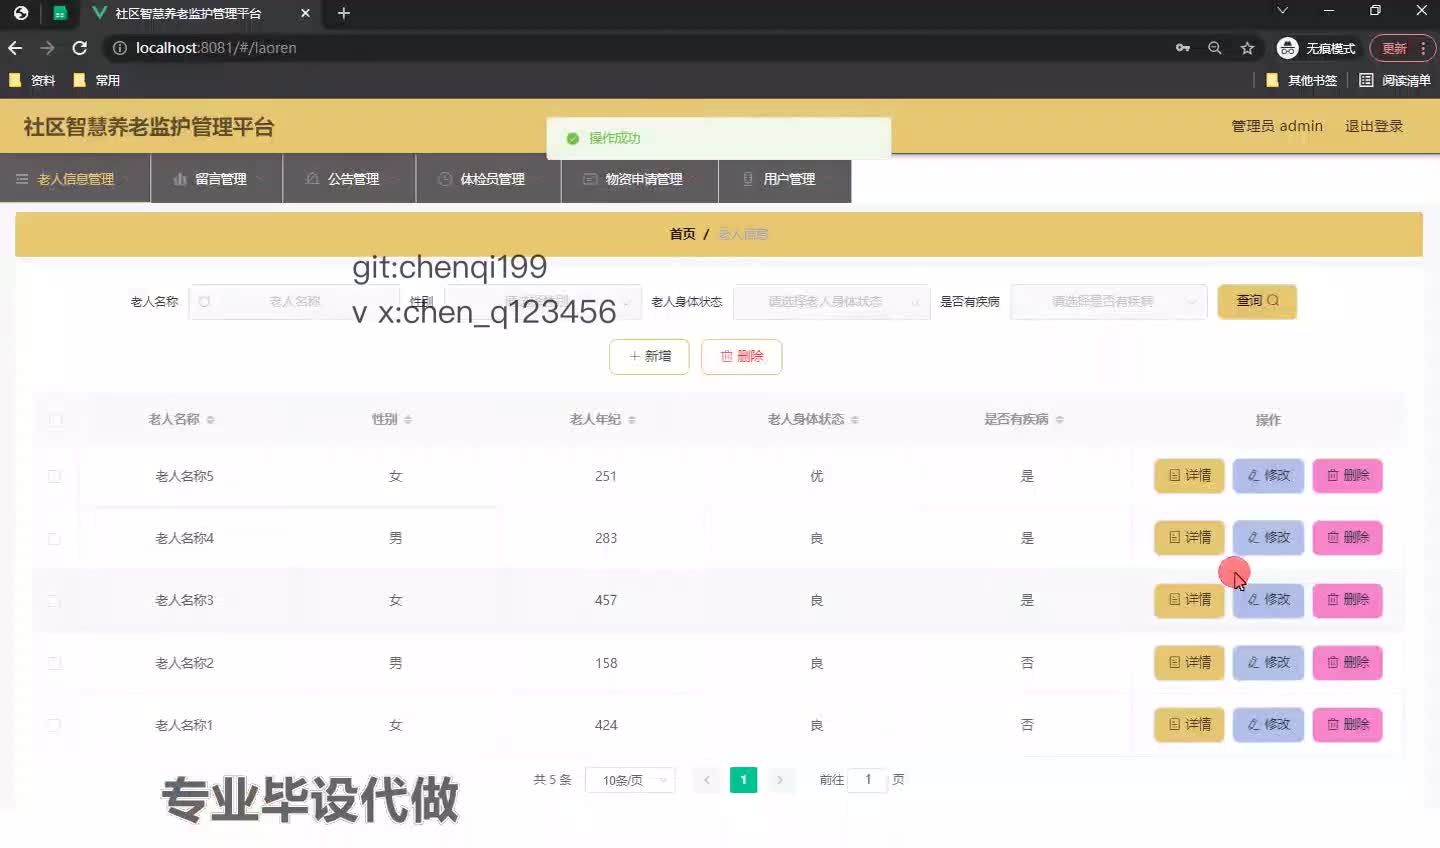 社区智慧养老监护管理平台
localhost:8081/#/laoren
无痕模式
更新
资料
常用
其他书签
阅读清单
社区智慧养老监护管理平台
操作成功
管理员 admin
退出登录
老人信息管理
留言管理
公告管理
体检员管理
物资申请管理
用户管理
首页 / 老人信息
git:chenqi199
老人名称
老人名称
性别
老人身体状态
请选择老人身体状态
是否有疾病
请选择是否有疾病
查询
v x:chen_q123456
新增
删除
老人名称 性别 老人年纪 老人身体状态 是否有疾病 操作
老人名称5 女 251 优 是 详情 修改 删除
老人名称4 男 283 良 是 详情 修改 删除
老人名称3 女 457 良 是 详情 修改 删除
老人名称2 男 158 良 否 详情 修改 删除
老人名称1 女 424 良 否 详情 修改 删除
共 5 条 10条/页 1 前往 1 页
专业毕设代做